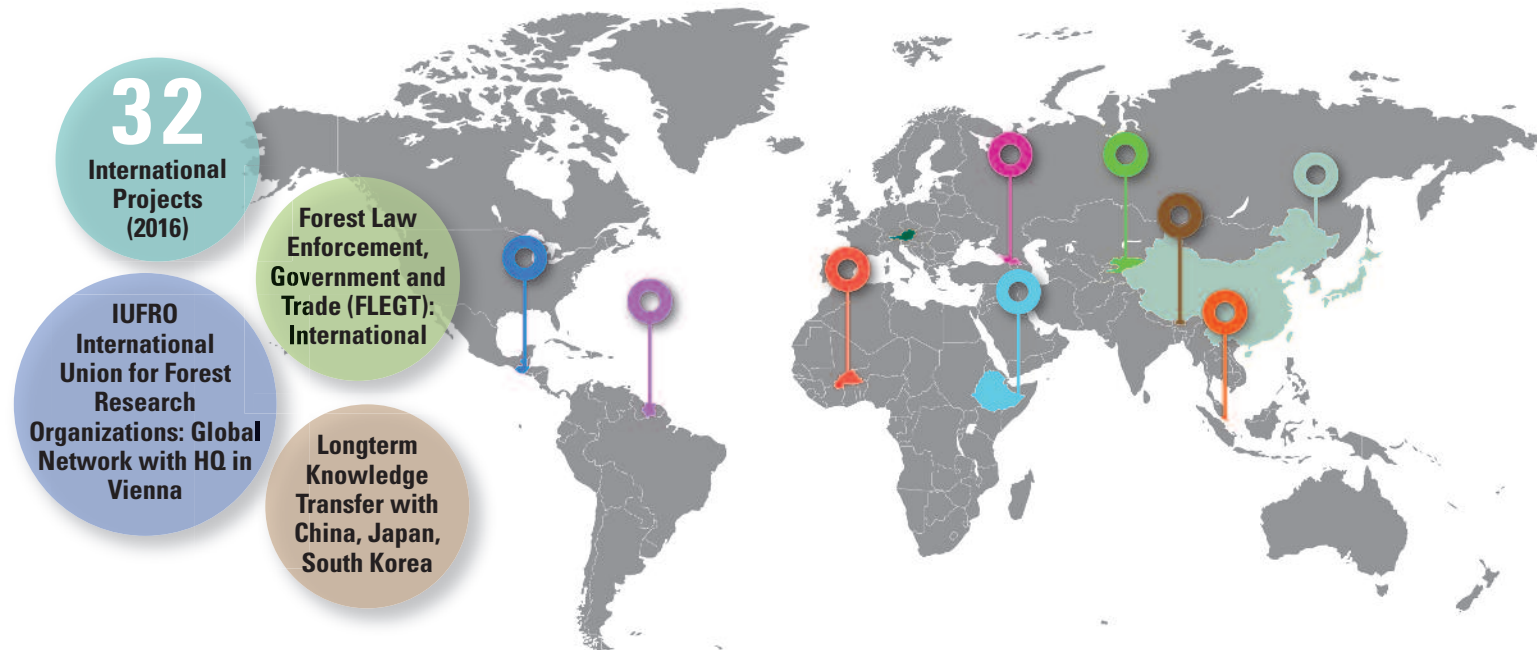 32
International
Projects
(2016)
Forest Law
Enforcement,
Government and
Trade (FLEGT):
International
IUFRO
International
Union for Forest
Research
Organizations: Global
Network with HQ in
Vienna
Longterm
Knowledge
Transfer with
China, Japan,
South Korea